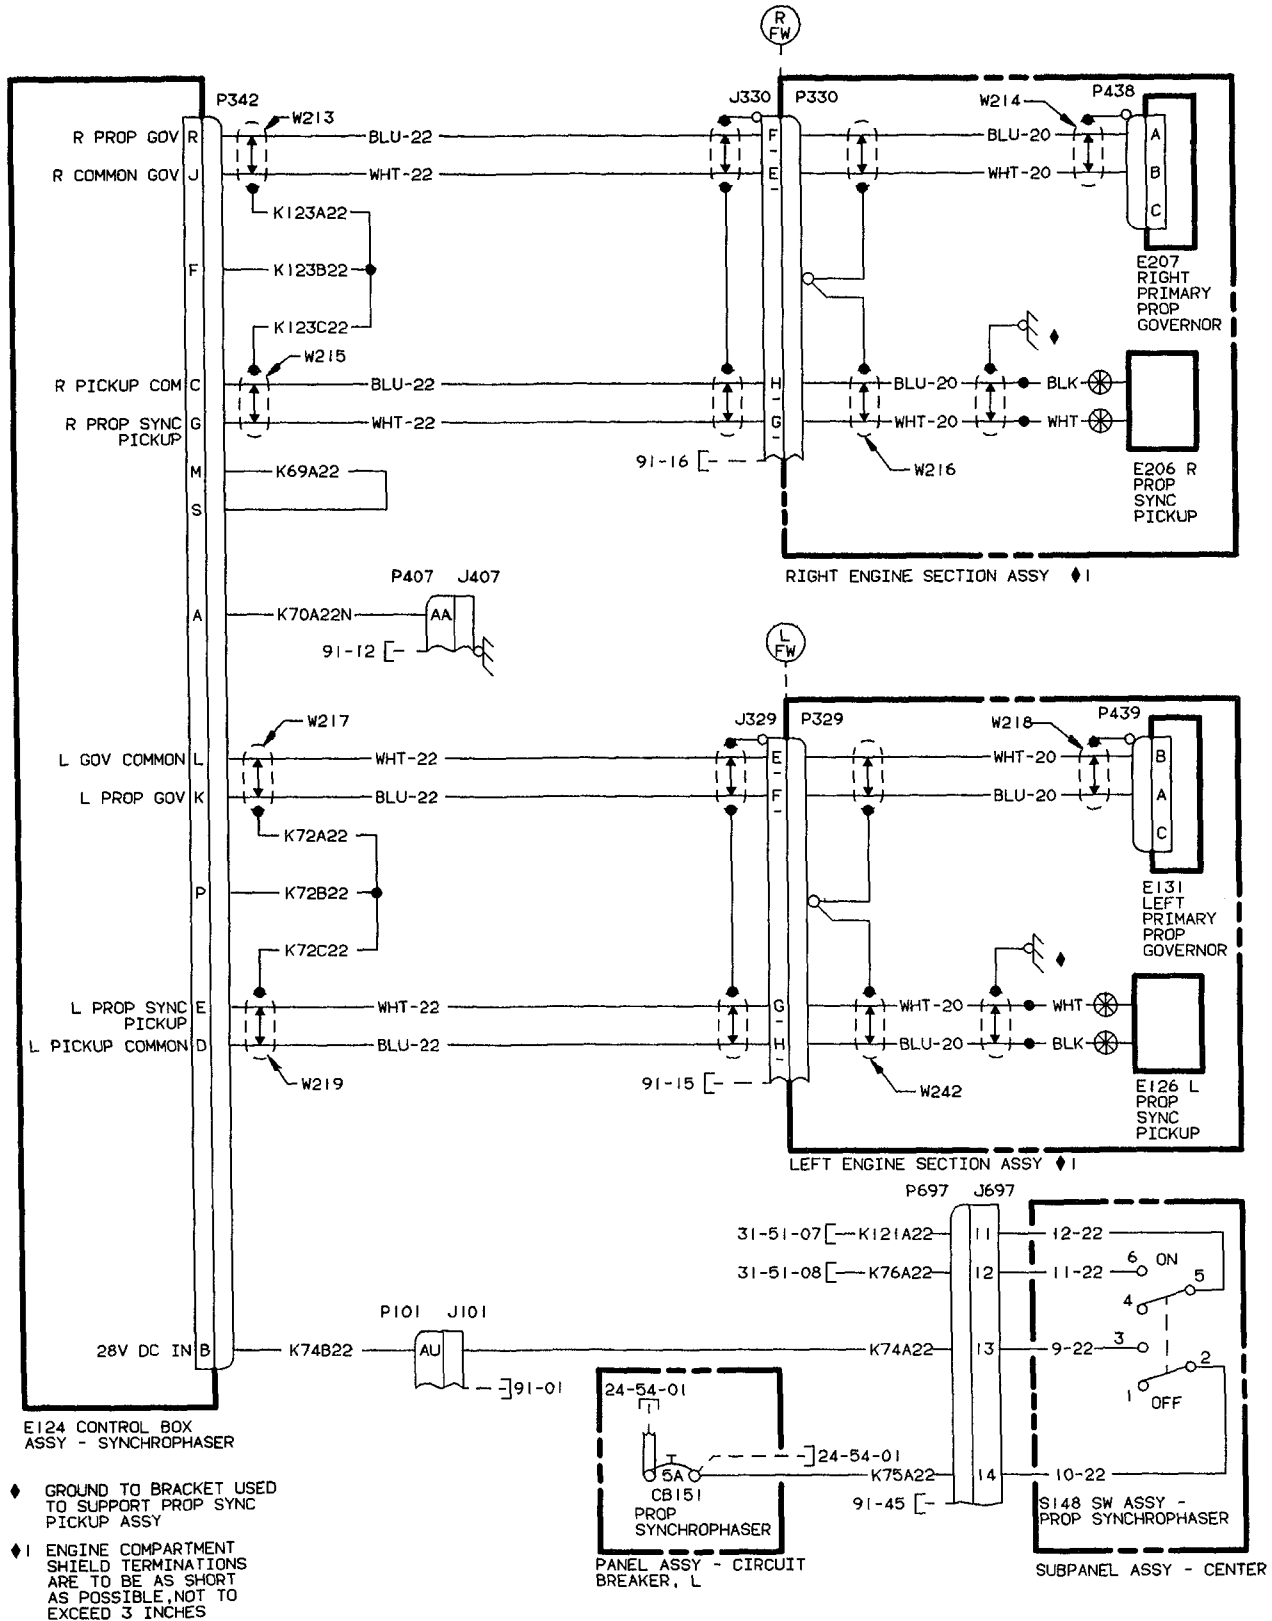 R
FW
P342
W213
J330
P330
W214
P438
R PROP GOV
R
BLU-22
F
BLU-20
A
R COMMON GOV
J
WHT-22
E
WHT-20
B
K123A22
C
F
K123B22
E207
RIGHT
PRIMARY
PROP
GOVERNOR
K123C22
W215
R PICKUP COM
C
BLU-22
H
BLU-20
BLK
R PROP SYNC
PICKUP
G
WHT-22
G
WHT-20
WHT
91-16
W216
M
K69A22
S
E206 R
PROP
SYNC
PICKUP
RIGHT ENGINE SECTION ASSY ♦1
P407
J407
A
K70A22N
AA
91-12
L
FW
W217
J329
P329
W218
P439
L GOV COMMON
L
WHT-22
E
WHT-20
B
L PROP GOV
K
BLU-22
F
BLU-20
A
K72A22
C
P
K72B22
E131
LEFT
PRIMARY
PROP
GOVERNOR
K72C22
L PROP SYNC
PICKUP
E
WHT-22
G
WHT-20
WHT
L PICKUP COMMON
D
BLU-22
H
BLU-20
BLK
W219
91-15
W242
E126 L
PROP
SYNC
PICKUP
LEFT ENGINE SECTION ASSY ♦1
P697
J697
31-51-07
K121A22
11
12-22
31-51-08
K76A22
12
11-22
6
ON
5
4
P101
J101
28V DC IN
B
K74B22
AU
K74A22
13
9-22
3
2
91-01
1
OFF
24-54-01
24-54-01
5A
K75A22
14
10-22
CB151
91-45
PROP
SYNCHROPHASER
S148 SW ASSY -
PROP SYNCHROPHASER
PANEL ASSY - CIRCUIT
BREAKER, L
SUBPANEL ASSY - CENTER
E124 CONTROL BOX
ASSY - SYNCHROPHASER
♦ GROUND TO BRACKET USED
TO SUPPORT PROP SYNC
PICKUP ASSY
♦1 ENGINE COMPARTMENT
SHIELD TERMINATIONS
ARE TO BE AS SHORT
AS POSSIBLE,NOT TO
EXCEED 3 INCHES